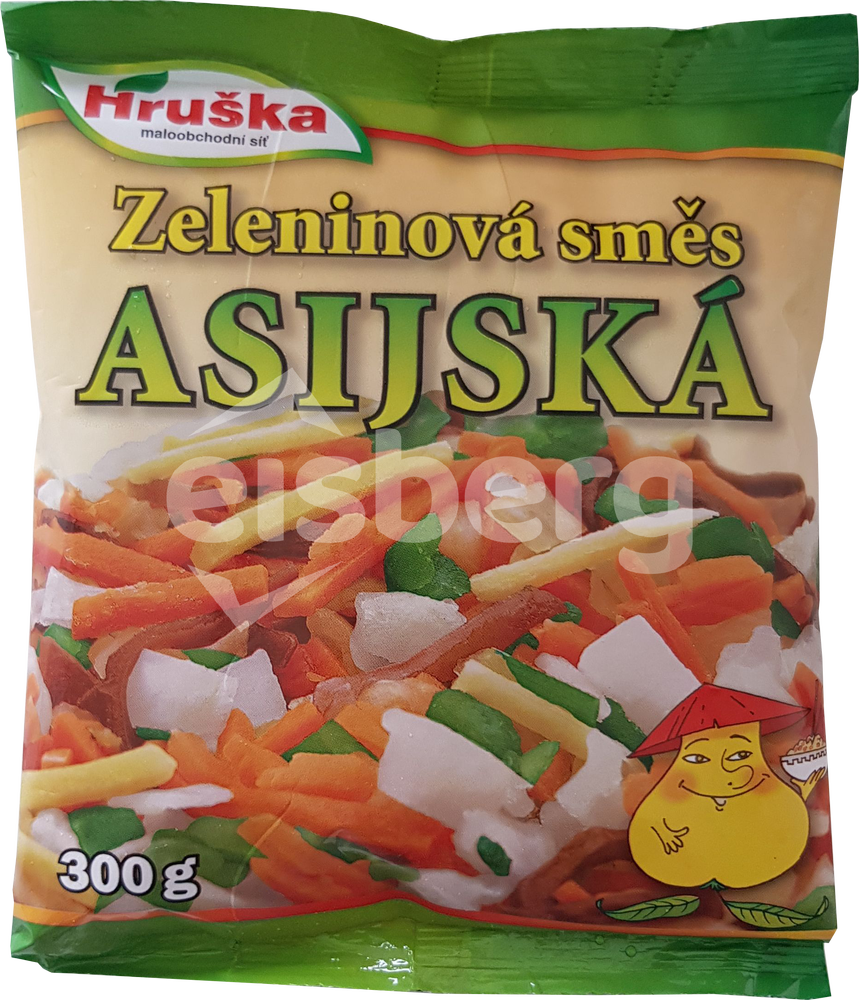 Hruška
maloobchodní síť
Zeleninová směs
ASIJSKÁ
eisberg
300 g